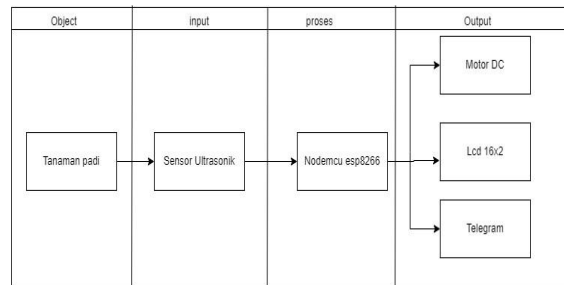 Object
input
proses
Output
Tanaman padi
Sensor Ultrasonik
Nodemcu esp8266
Motor DC
Lcd 16x2
Telegram